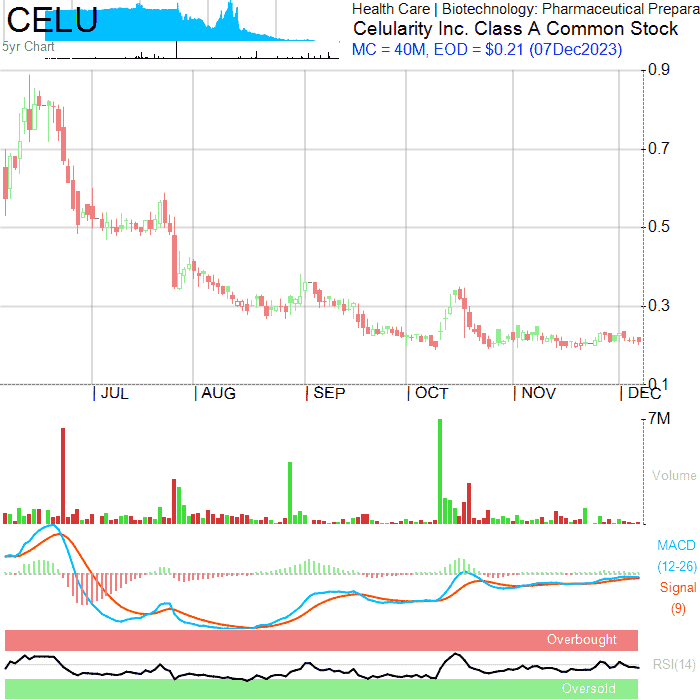 CELU
5yr Chart
Health Care | Biotechnology: Pharmaceutical Prepara
Celularity Inc. Class A Common Stock
MC = 40M, EOD = $0.21 (07Dec2023)
0.9
0.7
0.5
0.3
0.1
JUL
AUG
SEP
OCT
NOV
DEC
7M
Volume
MACD
(12-26)
Signal
(9)
Overbought
RSI(14)
Oversold